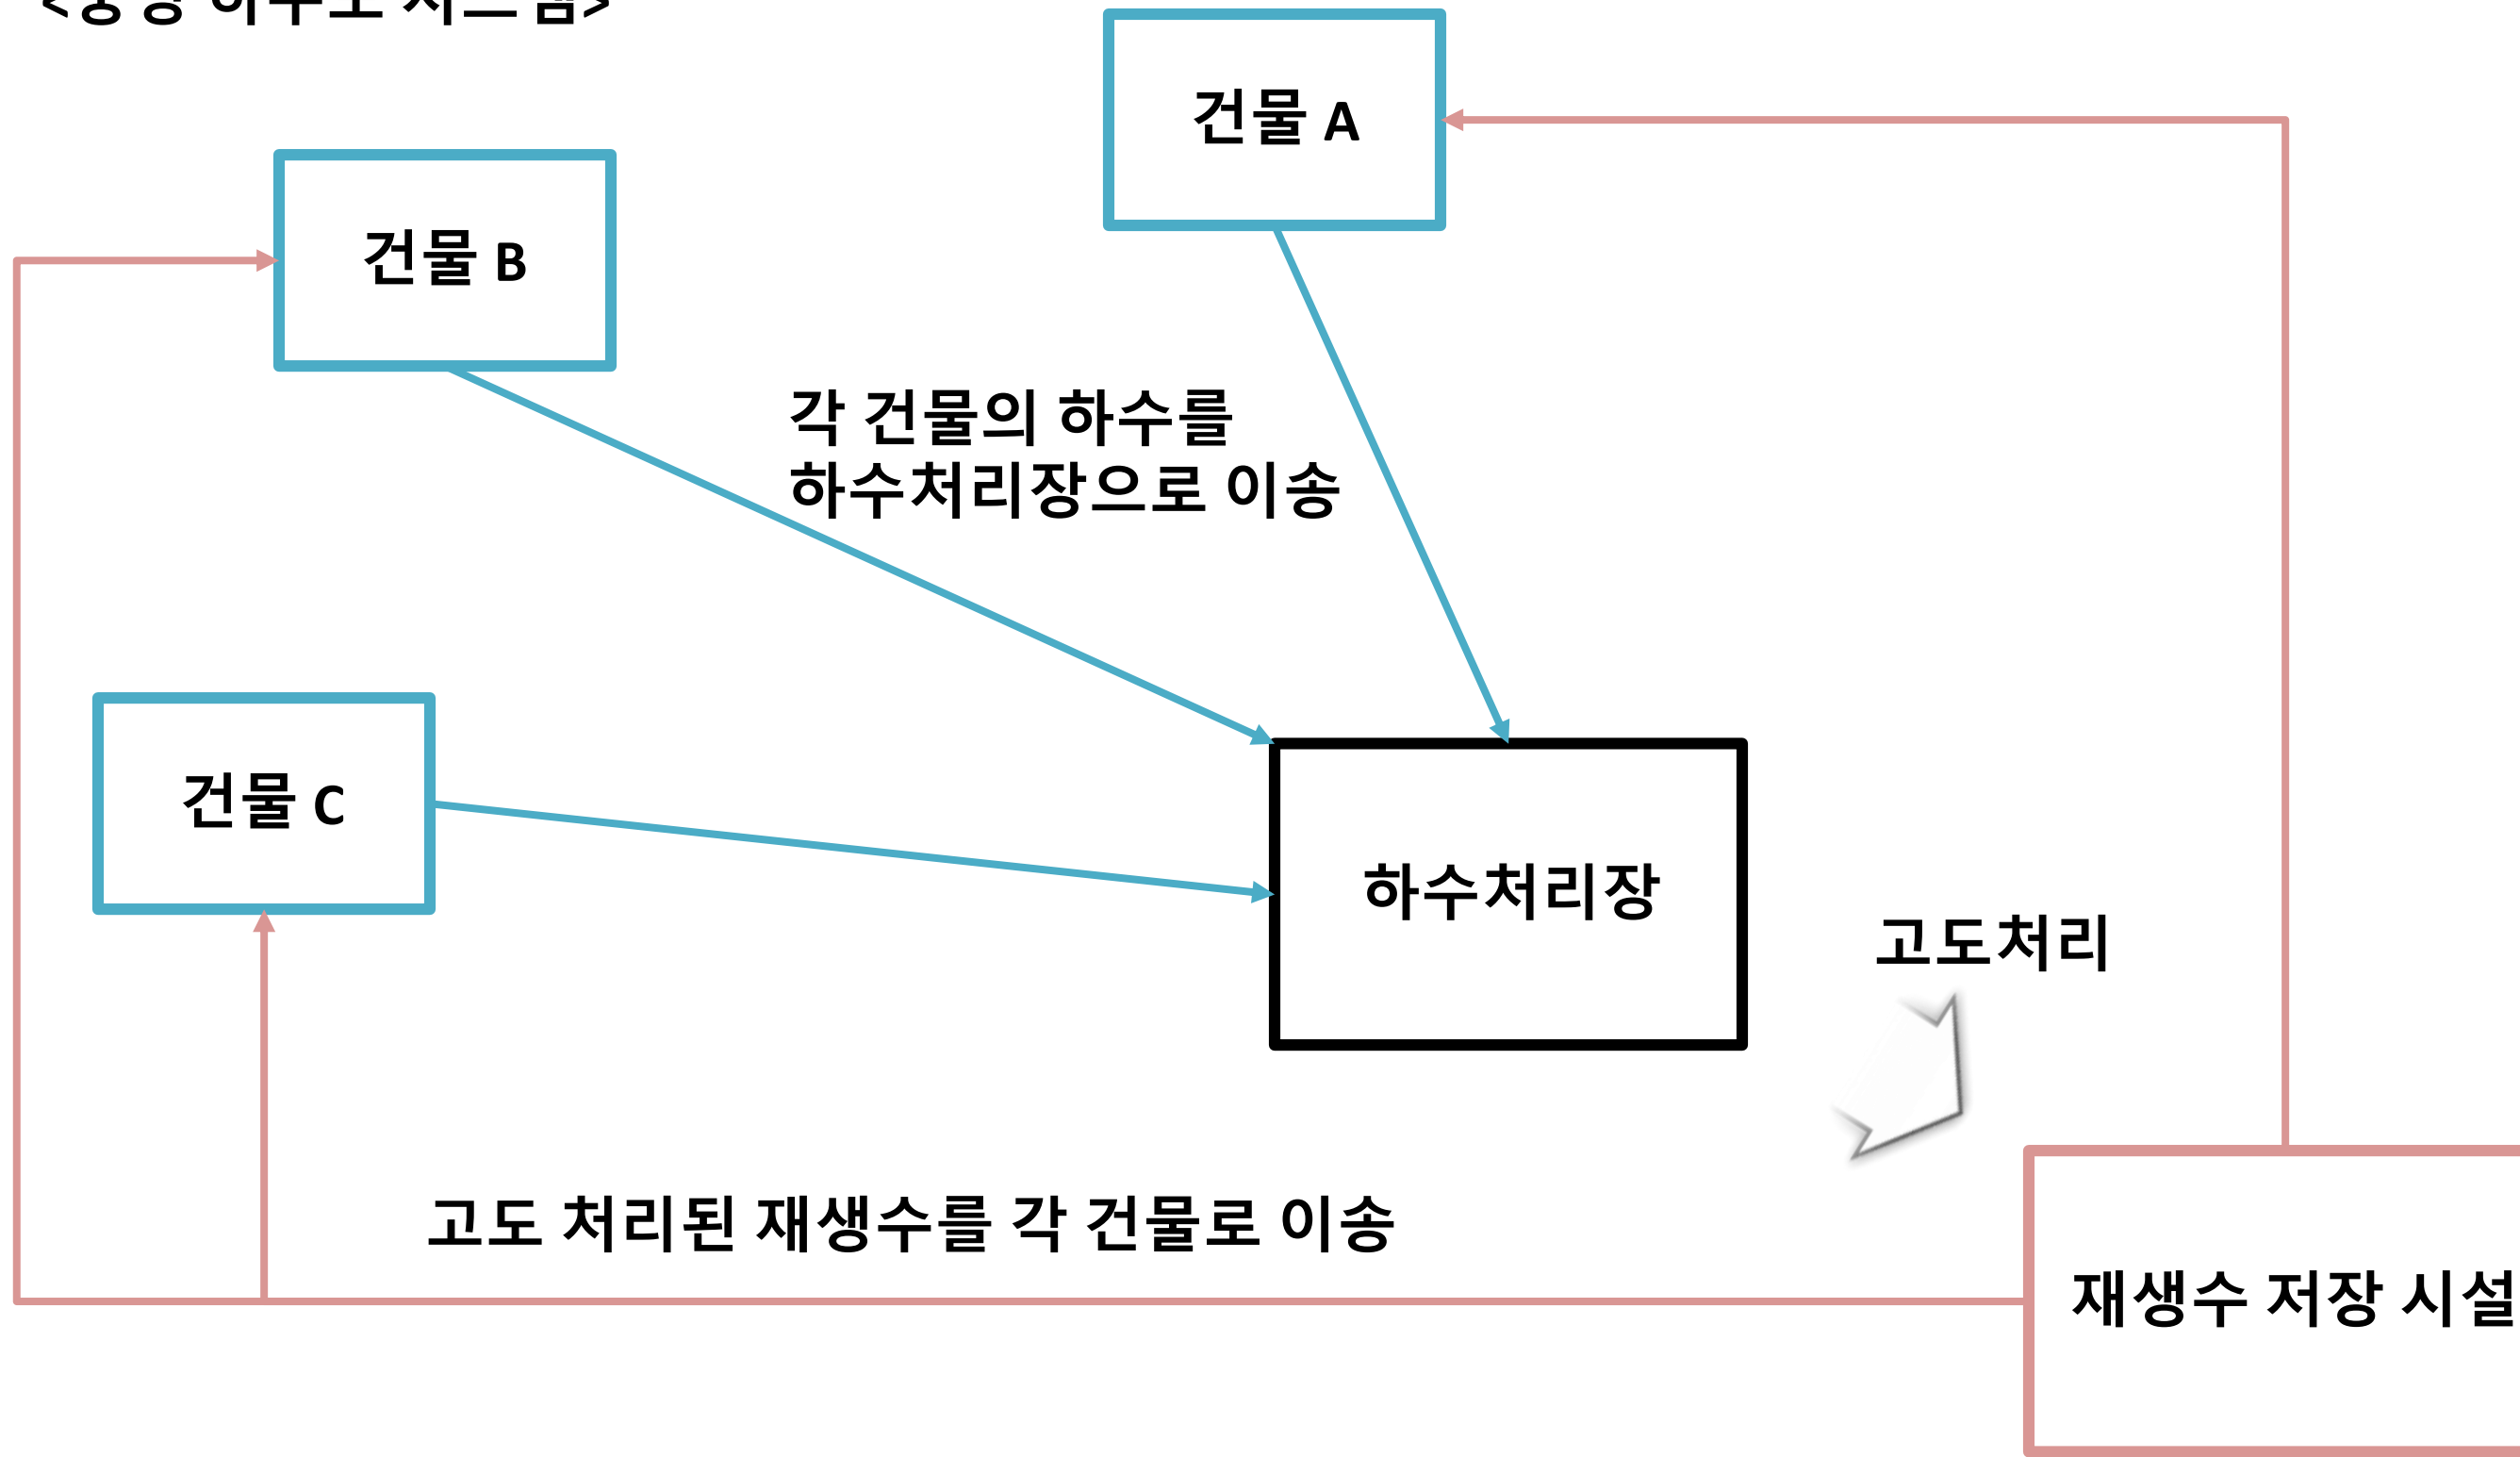 건물 A
건물 B
각 건물의 하수를
하수처리장으로 이송
건물 C
하수처리장
고도처리
고도 처리된 재생수를 각 건물로 이송
재생수 저장 시설